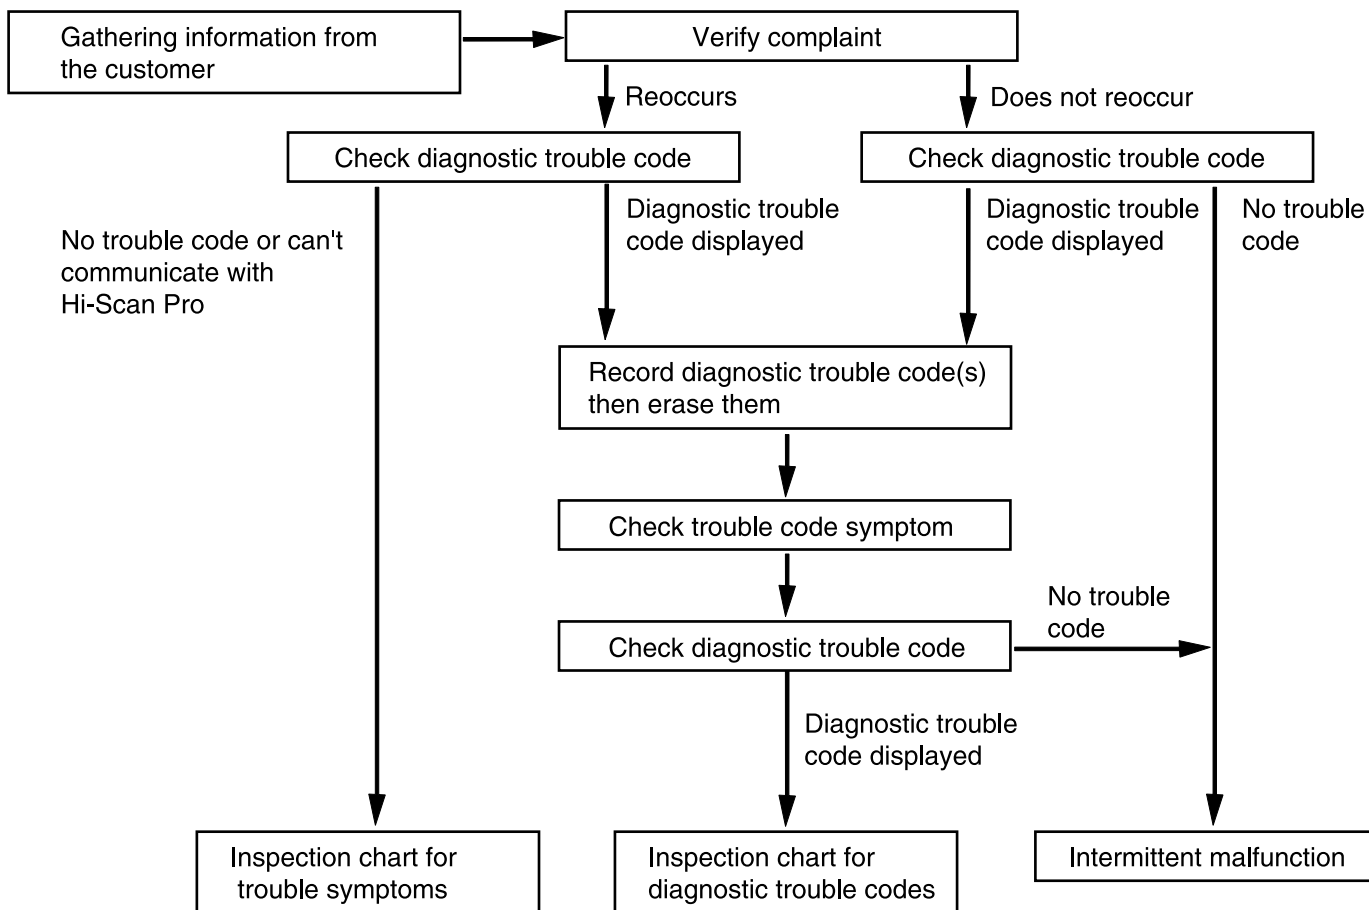 Gathering information from
the customer
Verify complaint
Reoccurs
Does not reoccur
Check diagnostic trouble code
Check diagnostic trouble code
No trouble code or can't
communicate with
Hi-Scan Pro
Diagnostic trouble
code displayed
Diagnostic trouble
code displayed
No trouble
code
Record diagnostic trouble code(s)
then erase them
Check trouble code symptom
Check diagnostic trouble code
No trouble
code
Diagnostic trouble
code displayed
Inspection chart for
trouble symptoms
Inspection chart for
diagnostic trouble codes
Intermittent malfunction